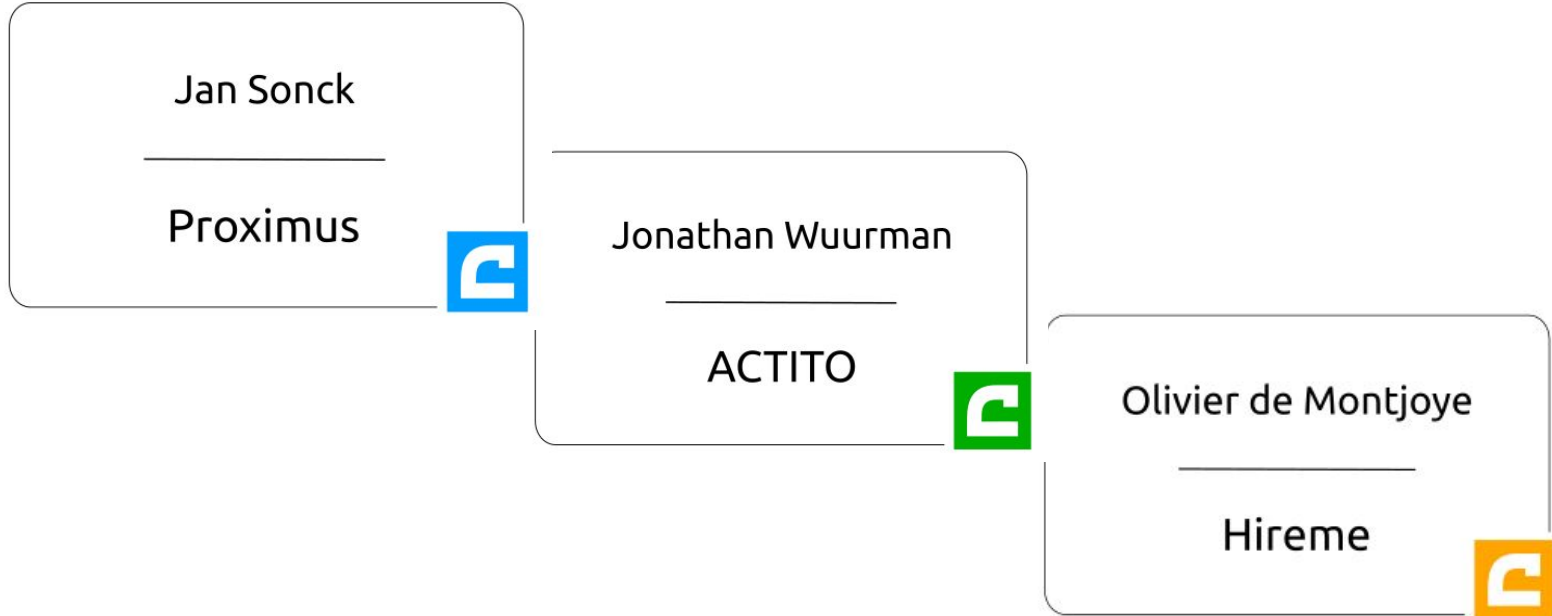 Jan Sonck
Proximus
Jonathan Wuurman
ACTITO
Olivier de Montjoye
Hireme